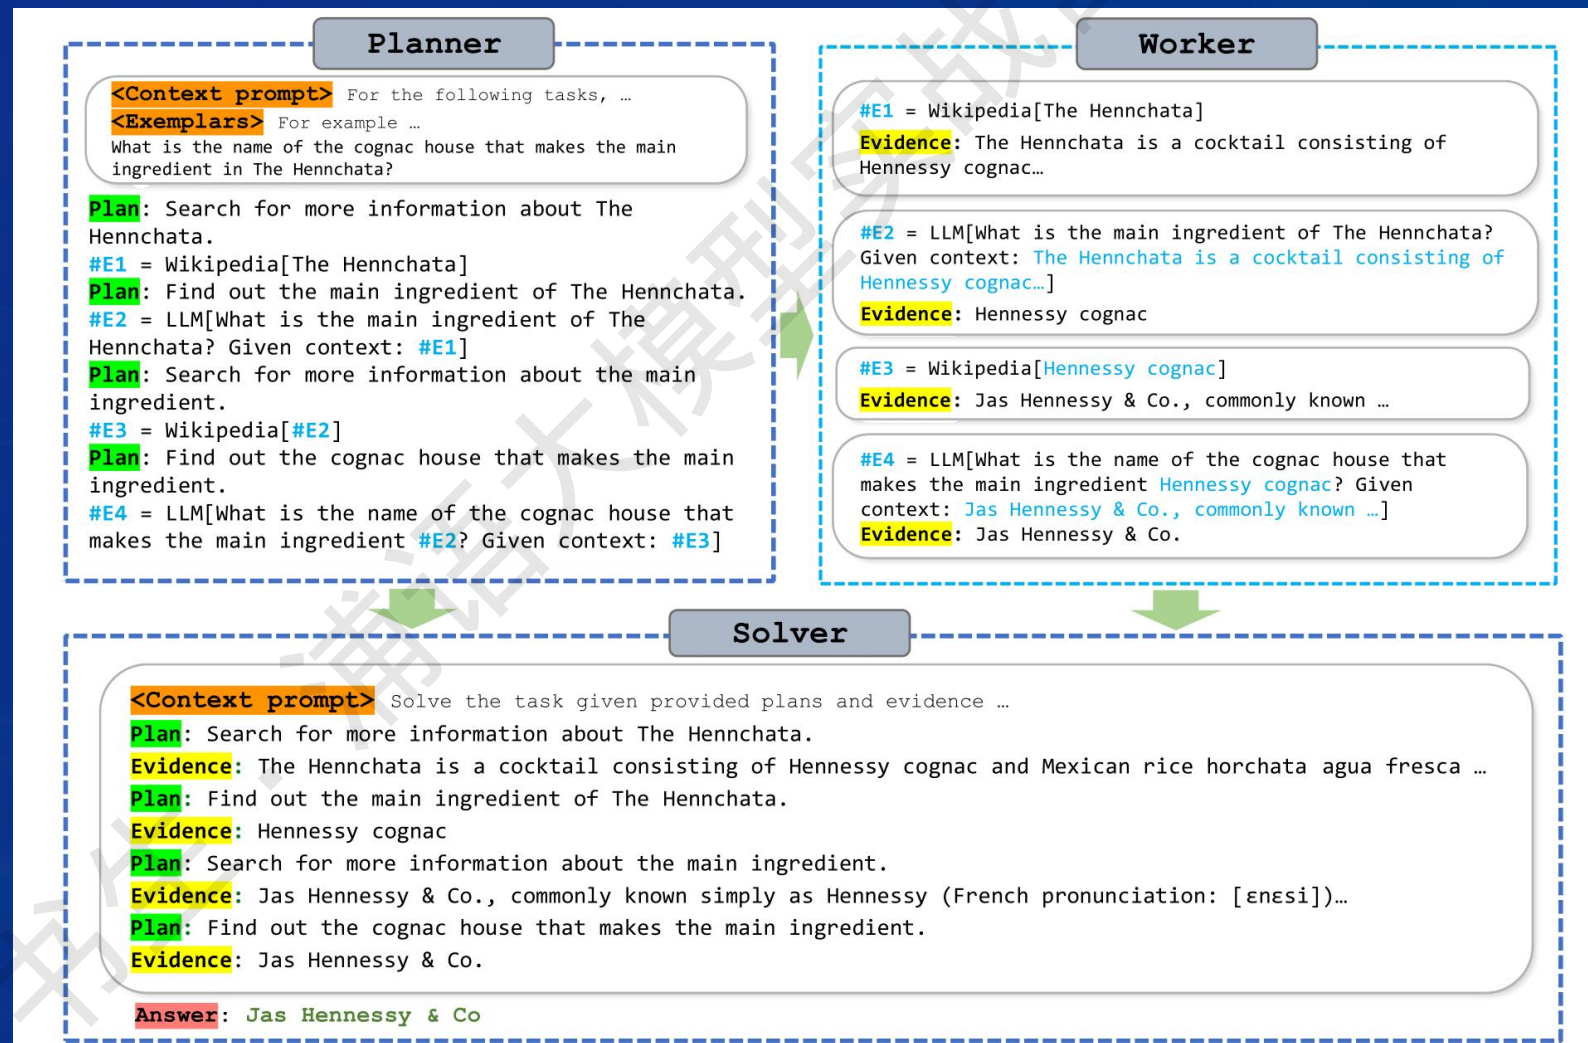 Planner
<Context prompt> For the following tasks, …
<Exemplars> For example …
What is the name of the cognac house that makes the main
ingredient in The Hennchata?
Plan: Search for more information about The
Hennchata.
#E1 = Wikipedia[The Hennchata]
Plan: Find out the main ingredient of The Hennchata.
#E2 = LLM[What is the main ingredient of The
Hennchata? Given context: #E1]
Plan: Search for more information about the main
ingredient.
#E3 = Wikipedia[#E2]
Plan: Find out the cognac house that makes the main
ingredient.
#E4 = LLM[What is the name of the cognac house that
makes the main ingredient #E2? Given context: #E3]
Worker
#E1 = Wikipedia[The Hennchata]
Evidence: The Hennchata is a cocktail consisting of
Hennessy cognac…
#E2 = LLM[What is the main ingredient of The Hennchata?
Given context: The Hennchata is a cocktail consisting of
Hennessy cognac…]
Evidence: Hennessy cognac
#E3 = Wikipedia[Hennessy cognac]
Evidence: Jas Hennessy & Co., commonly known …
#E4 = LLM[What is the name of the cognac house that
makes the main ingredient Hennessy cognac? Given
context: Jas Hennessy & Co., commonly known …]
Evidence: Jas Hennessy & Co.
Solver
<Context prompt> Solve the task given provided plans and evidence …
Plan: Search for more information about The Hennchata.
Evidence: The Hennchata is a cocktail consisting of Hennessy cognac and Mexican rice horchata agua fresca …
Plan: Find out the main ingredient of The Hennchata.
Evidence: Hennessy cognac
Plan: Search for more information about the main ingredient.
Evidence: Jas Hennessy & Co., commonly known simply as Hennessy (French pronunciation: [ɛnɛsi])…
Plan: Find out the cognac house that makes the main ingredient.
Evidence: Jas Hennessy & Co.
Answer: Jas Hennessy & Co
书生·浦语大模型实战